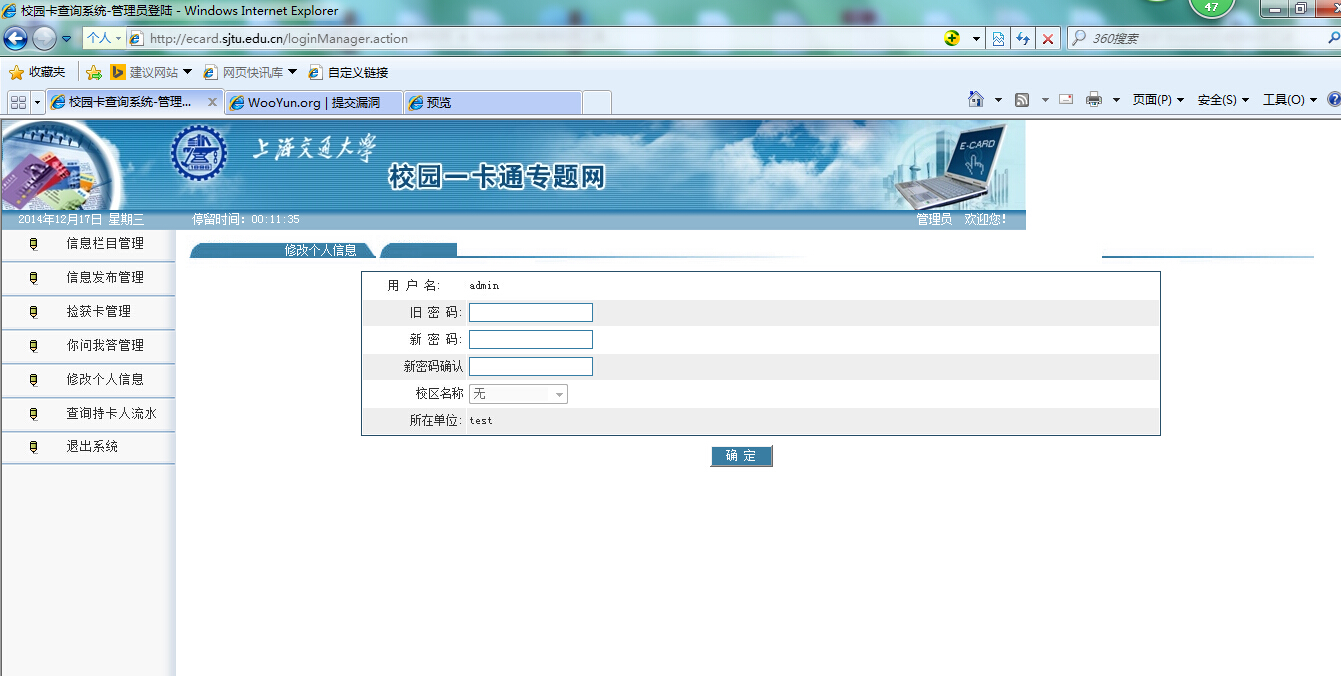 校园卡查询系统-管理员登陆 - Windows Internet Explorer
47
个人 http://ecard.sjtu.edu.cn/loginManager.action 360搜索
收藏夹 建议网站 网页快讯库 自定义链接
校园卡查询系统-管理... WooYun.org | 提交漏洞 预览 页面(P) 安全(S) 工具(O)
上海交通大学
校园一卡通专题网
E-CARD
1896
2014年12月17日 星期三 停留时间: 00:11:35 管理员 欢迎您!
信息栏目管理
信息发布管理
捡获卡管理
你问我答管理
修改个人信息
查询持卡人流水
退出系统
修改个人信息
用 户 名: admin
旧 密 码:
新 密 码:
新密码确认
校区名称 无
所在单位: test
确 定